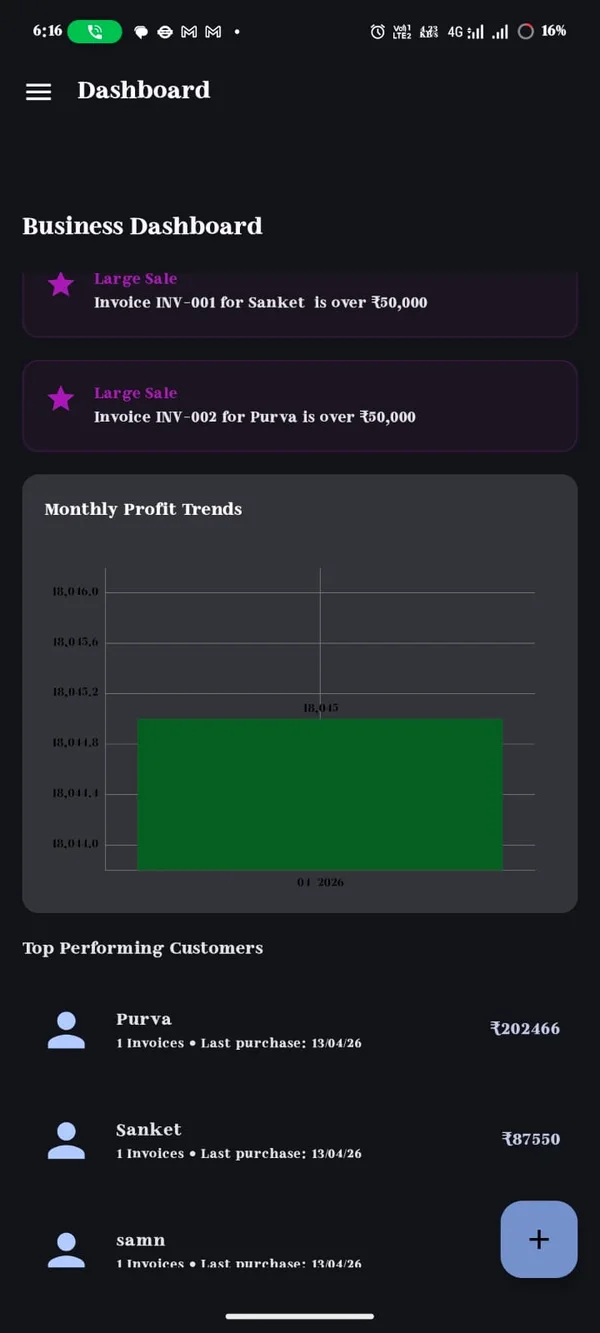 6:16
VoLTE1 LTE2
4.23 KB/s
4G
16%
Dashboard
Business Dashboard
Large Sale
Invoice INV-001 for Sanket is over ₹50,000
Large Sale
Invoice INV-002 for Purva is over ₹50,000
Monthly Profit Trends
18,046.0
18,045.6
18,045.2
18,045
18,044.8
18,044.4
18,044.0
04-2026
Top Performing Customers
Purva
₹202466
1 Invoices • Last purchase: 13/04/26
Sanket
₹87550
1 Invoices • Last purchase: 13/04/26
samn
1 Invoices • Last purchase: 13/04/26